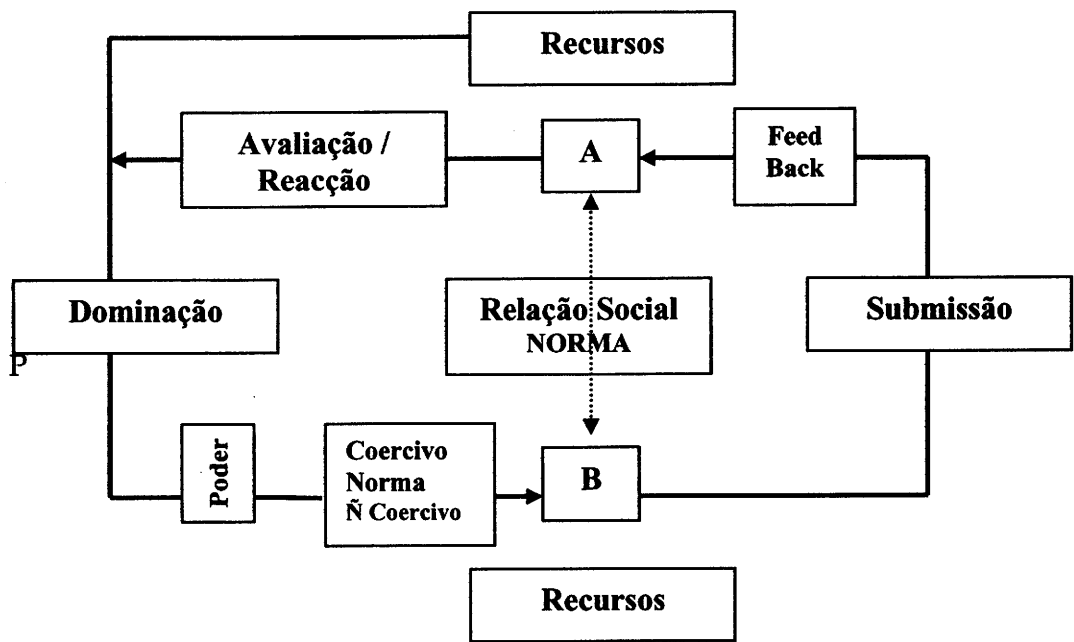 Recursos
Avaliação /
Reacção
A
Feed
Back
Dominação
Relação Social
NORMA
Submissão
P
Poder
Coercivo
Norma
Ñ Coercivo
B
Recursos